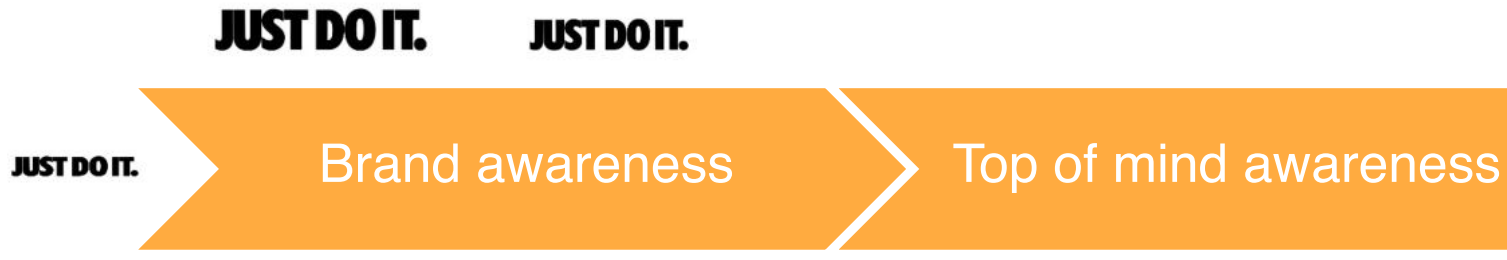 JUST DO IT.
JUST DO IT.
JUST DO IT.
Brand awareness
Top of mind awareness